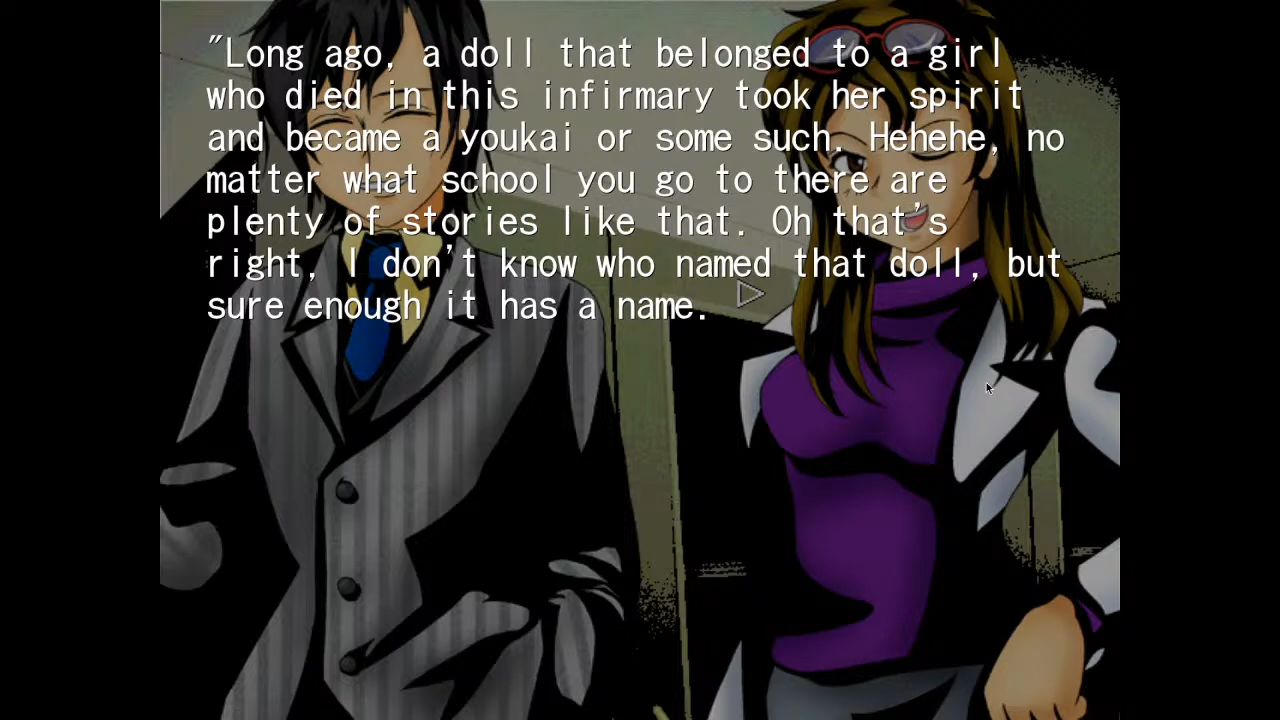 "Long ago, a doll that belonged to a girl
who died in this infirmary took her spirit
and became a youkai or some such. Hehehe, no
matter what school you go to there are
plenty of stories like that. Oh that's
right, I don't know who named that doll, but
sure enough it has a name.